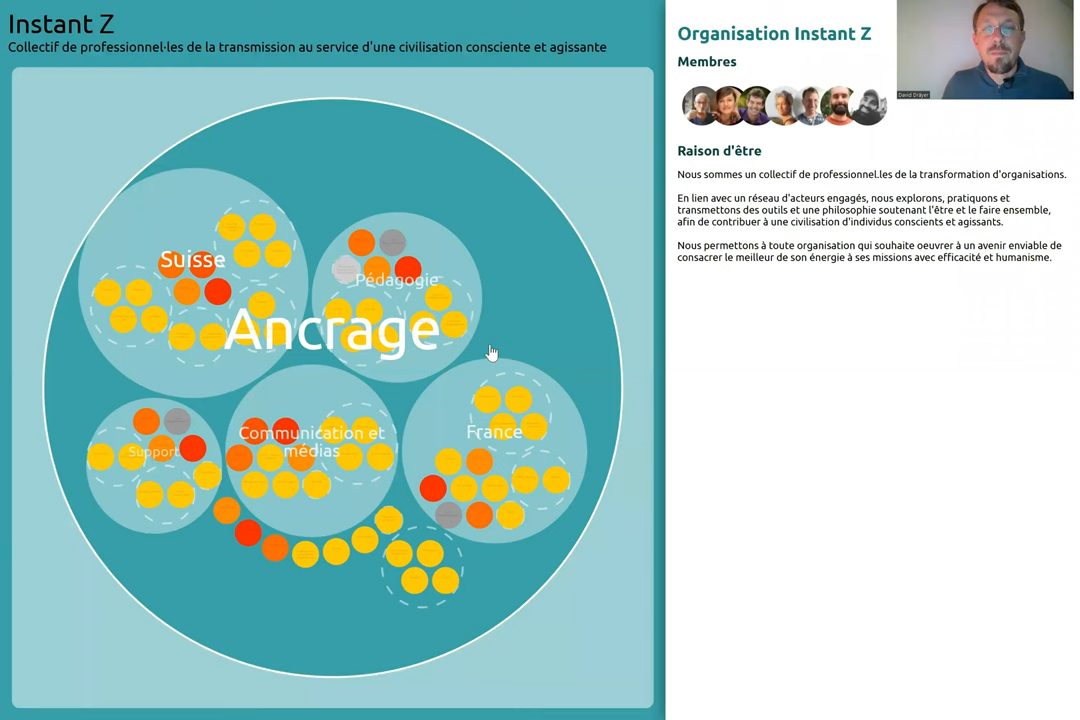 Instant Z
Collectif de professionnel·les de la transmission au service d'une civilisation consciente et agissante
Suisse
Pédagogie
Ancrage
Support
Communication et
médias
France
Organisation Instant Z
Membres
David Dräyer
Raison d'être
Nous sommes un collectif de professionnel.les de la transformation d'organisations.
En lien avec un réseau d'acteurs engagés, nous explorons, pratiquons et
transmettons des outils et une philosophie soutenant l'être et le faire ensemble,
afin de contribuer à une civilisation d'individus conscients et agissants.
Nous permettons à toute organisation qui souhaite oeuvrer à un avenir enviable de
consacrer le meilleur de son énergie à ses missions avec efficacité et humanisme.